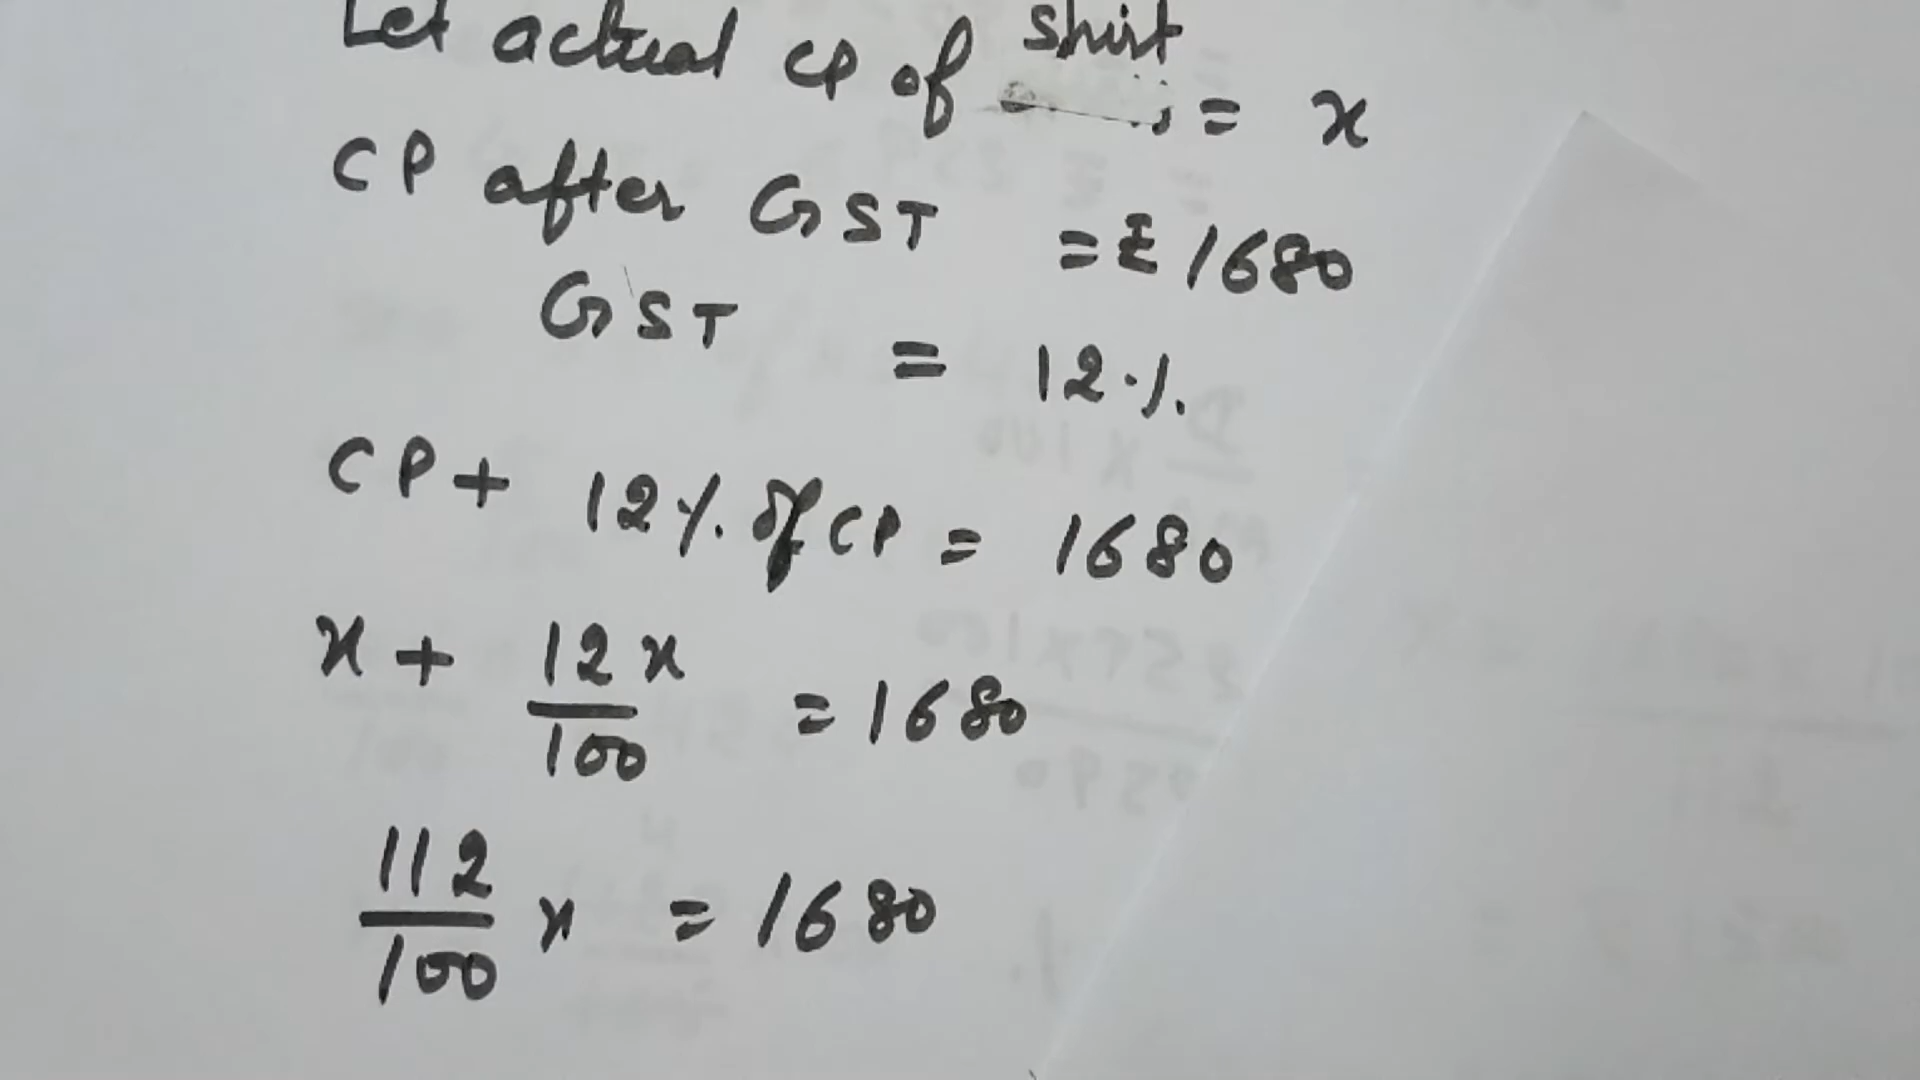 Let actual CP of shirt = x
CP after GST = ₹ 1680
GST = 12%
CP + 12% of CP = 1680
x + 12x/100 = 1680
112/100 x = 1680